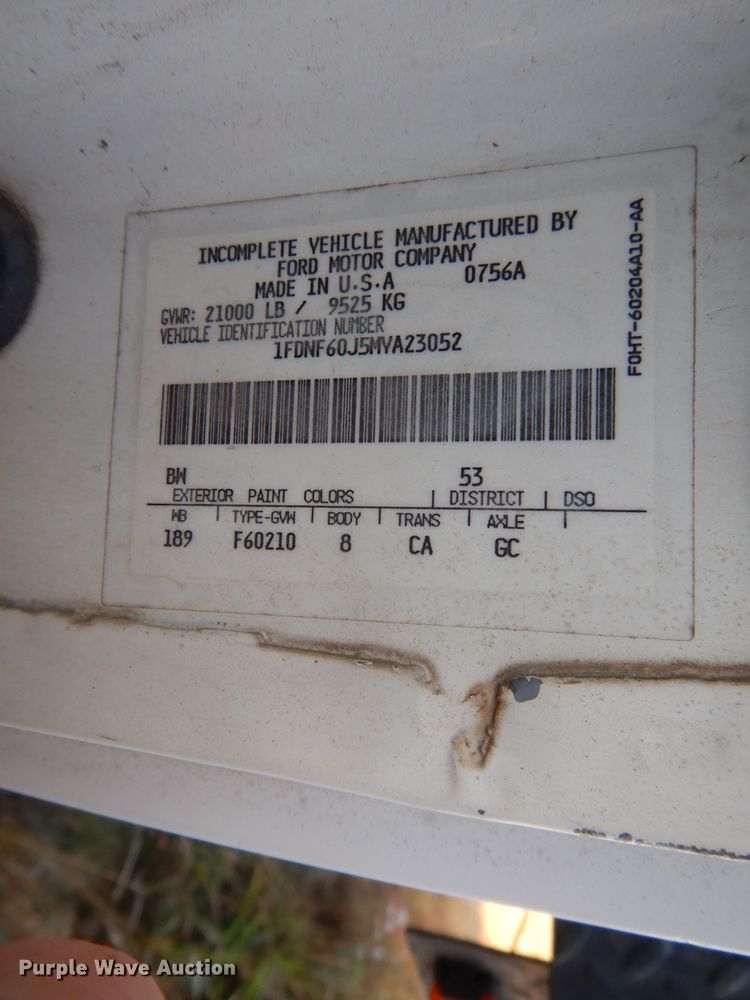 INCOMPLETE VEHICLE MANUFACTURED BY
FORD MOTOR COMPANY
MADE IN U.S.A 0756A
GVWR: 21000 LB / 9525 KG
VEHICLE IDENTIFICATION NUMBER
1FDNF60J5MVA23052
BW 53
EXTERIOR PAINT COLORS DISTRICT DSO
WB TYPE-GVW BODY TRANS AXLE
189 F60210 8 CA GC
F0HT-60204A10-AA
Purple Wave Auction